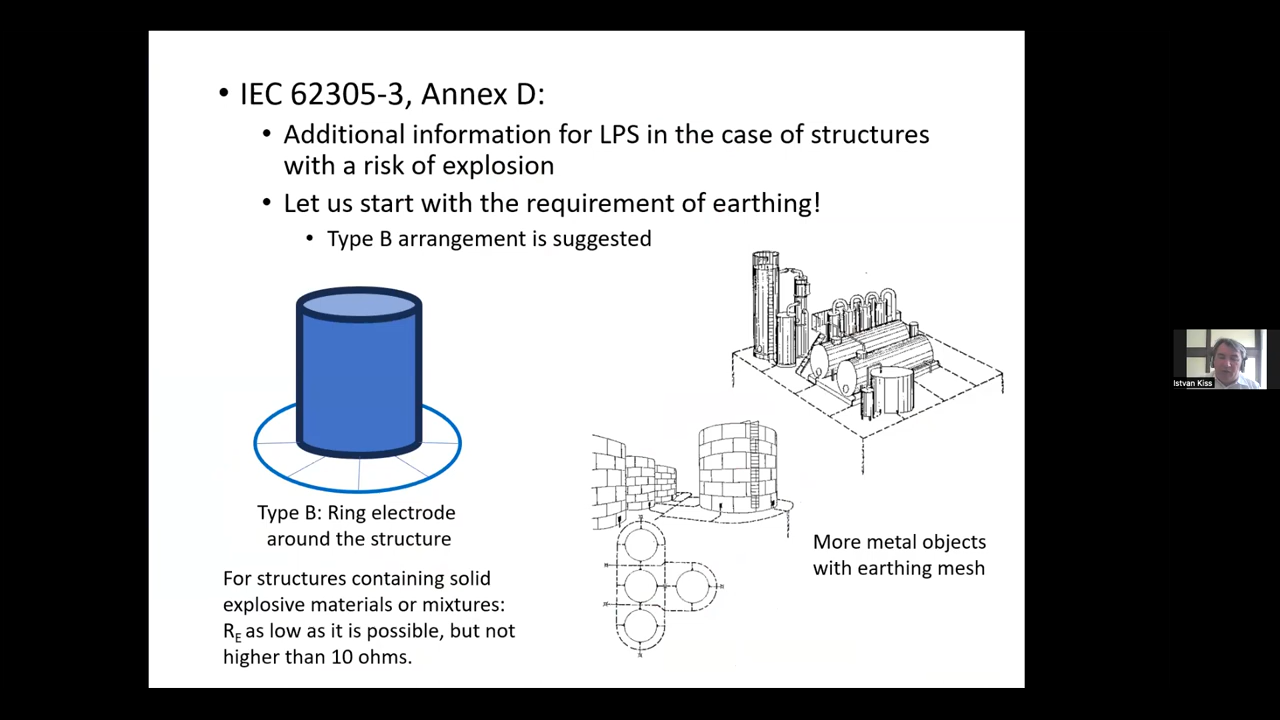 • IEC 62305-3, Annex D:
• Additional information for LPS in the case of structures
with a risk of explosion
• Let us start with the requirement of earthing!
• Type B arrangement is suggested
Type B: Ring electrode
around the structure
For structures containing solid
explosive materials or mixtures:
RE as low as it is possible, but not
higher than 10 ohms.
More metal objects
with earthing mesh
Istvan Kiss